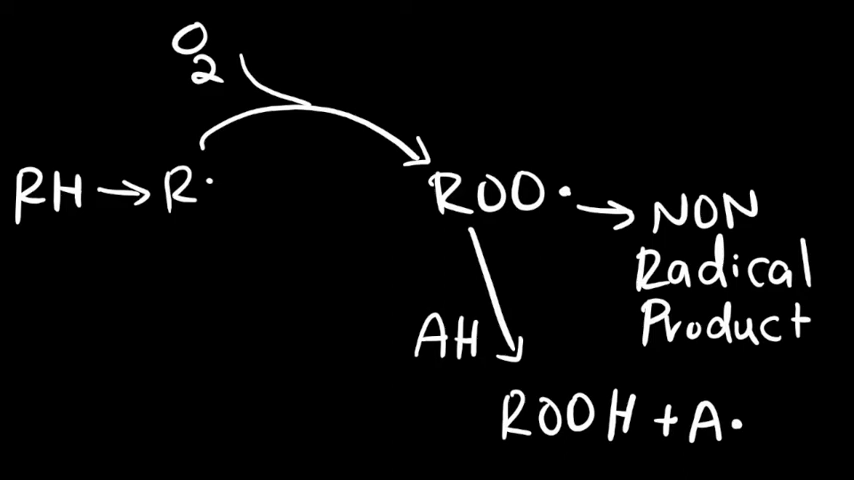 O2
RH → R·
ROO· → NON
Radical
Product
AH
ROOH + A·